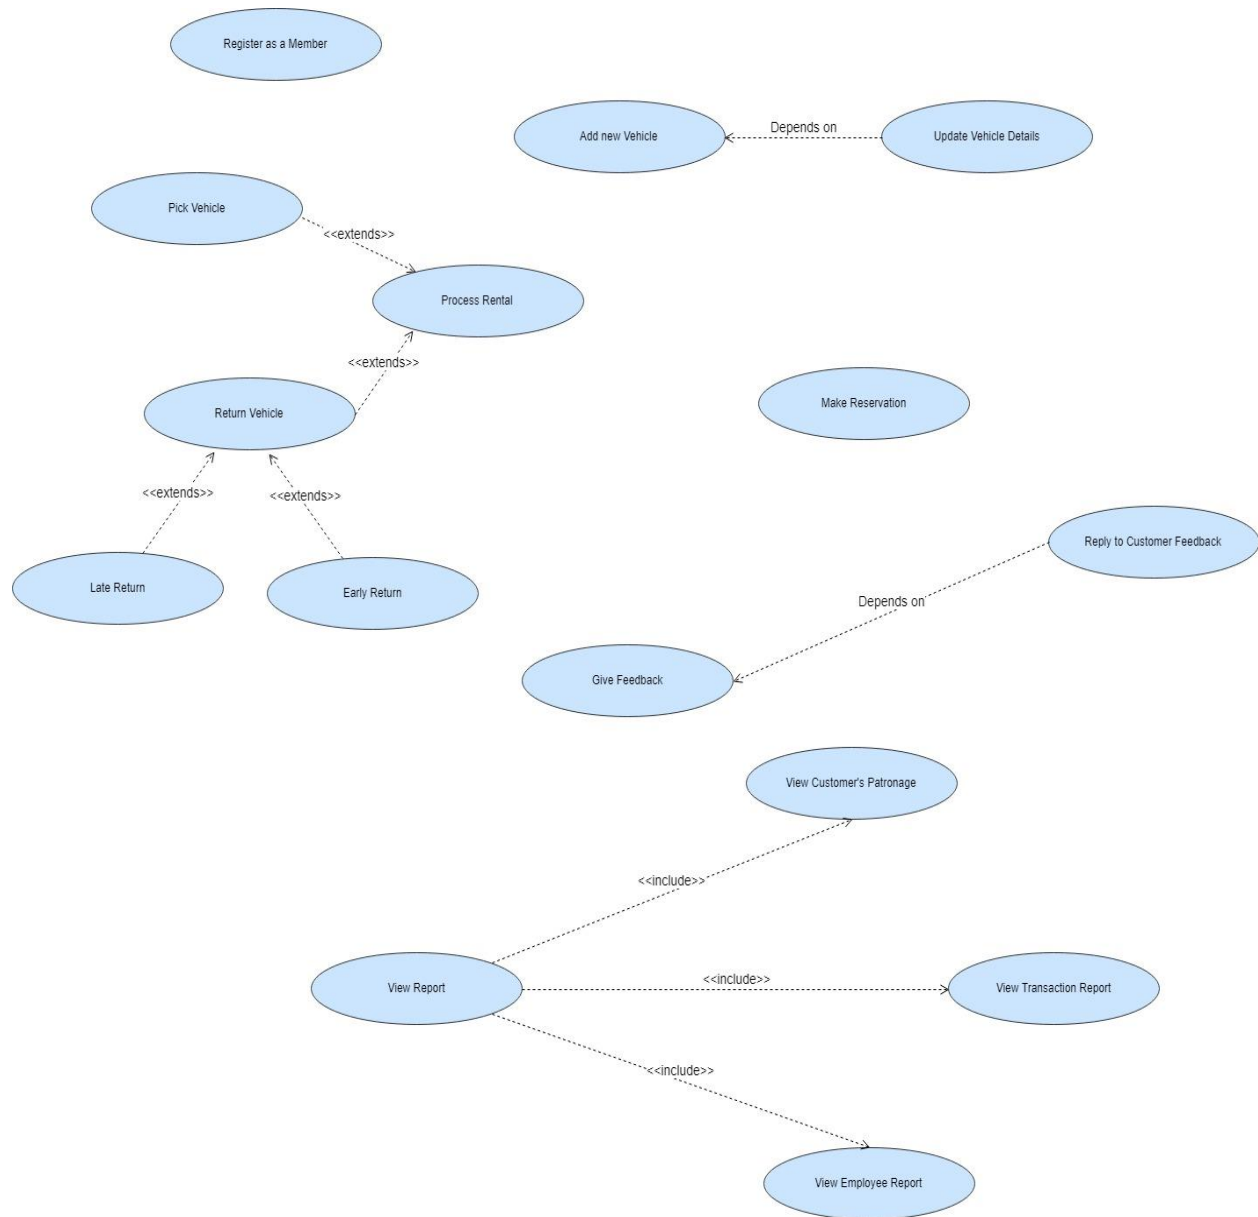 Register as a Member
Add new Vehicle
Depends on
Update Vehicle Details
Pick Vehicle
<<extends>>
Process Rental
<<extends>>
Return Vehicle
Make Reservation
<<extends>>
<<extends>>
Late Return
Early Return
Reply to Customer Feedback
Depends on
Give Feedback
View Customer's Patronage
<<include>>
View Report
<<include>>
View Transaction Report
<<include>>
View Employee Report